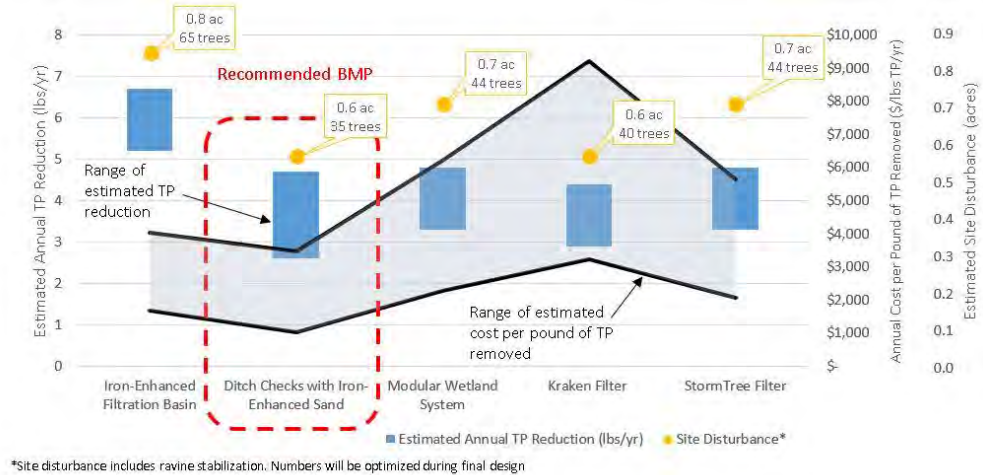 0.8 ac
65 trees
0.7 ac
44 trees
0.7 ac
44 trees
Recommended BMP
0.6 ac
35 trees
0.6 ac
40 trees
Range of
estimated TP
reduction
Range of estimated
cost per pound of TP
removed
Estimated Annual TP Reduction (lbs/yr)
8
7
6
5
4
3
2
1
0
$10,000
$9,000
$8,000
$7,000
$6,000
$5,000
$4,000
$3,000
$2,000
$1,000
$-
Annual Cost per Pound of TP Removed ($/lbs TP/yr)
0.9
0.8
0.7
0.6
0.5
0.4
0.3
0.2
0.1
0.0
Estimated Site Disturbance (acres)
Iron-Enhanced
Filtration Basin
Ditch Checks with Iron-
Enhanced Sand
Modular Wetland
System
Kraken Filter
StormTree Filter
Estimated Annual TP Reduction (lbs/yr)
Site Disturbance*
*Site disturbance includes ravine stabilization. Numbers will be optimized during final design